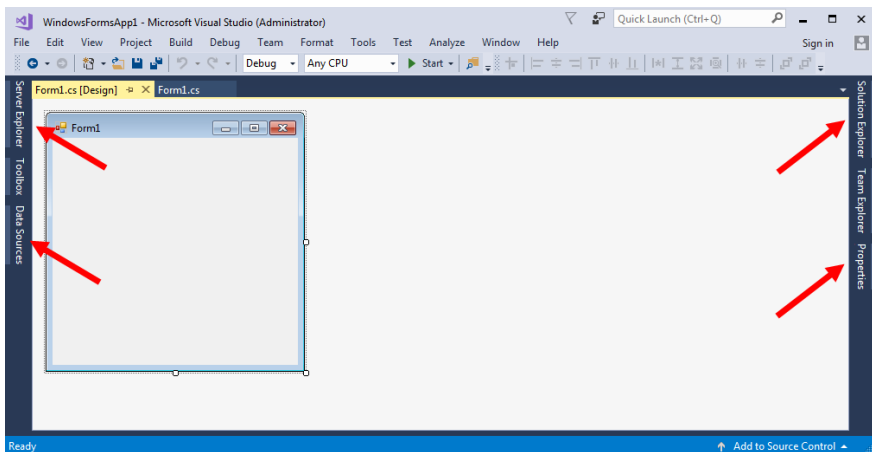 WindowsFormsApp1 - Microsoft Visual Studio (Administrator)
Quick Launch (Ctrl+Q)
File Edit View Project Build Debug Team Format Tools Test Analyze Window Help
Sign in
Debug Any CPU Start
Server Explorer
Toolbox
Data Sources
Form1.cs [Design] Form1.cs
Form1
Solution Explorer
Team Explorer
Properties
Ready
Add to Source Control